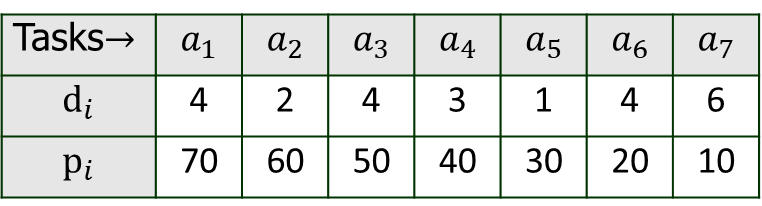 Tasks→ a₁ a₂ a₃ a₄ a₅ a₆ a₇
dᵢ 4 2 4 3 1 4 6
pᵢ 70 60 50 40 30 20 10